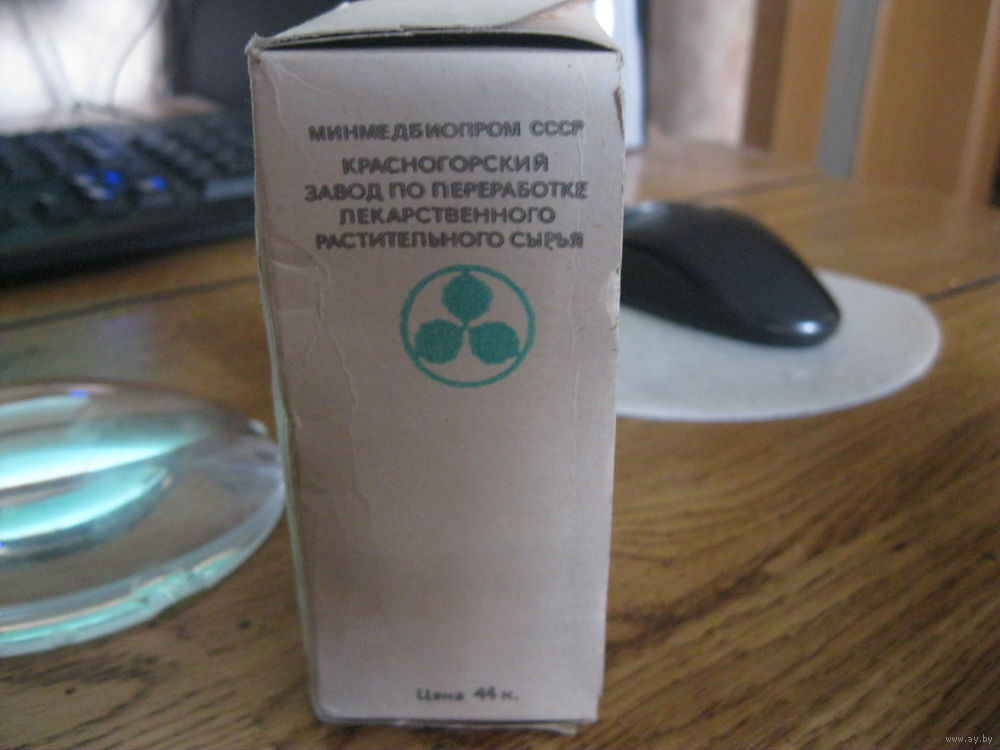 МИНМЕДБИОПРОМ СССР
КРАСНОГОРСКИЙ
ЗАВОД ПО ПЕРЕРАБОТКЕ
ЛЕКАРСТВЕННОГО
РАСТИТЕЛЬНОГО СЫРЬЯ
Цена 44 к.
www.ay.by